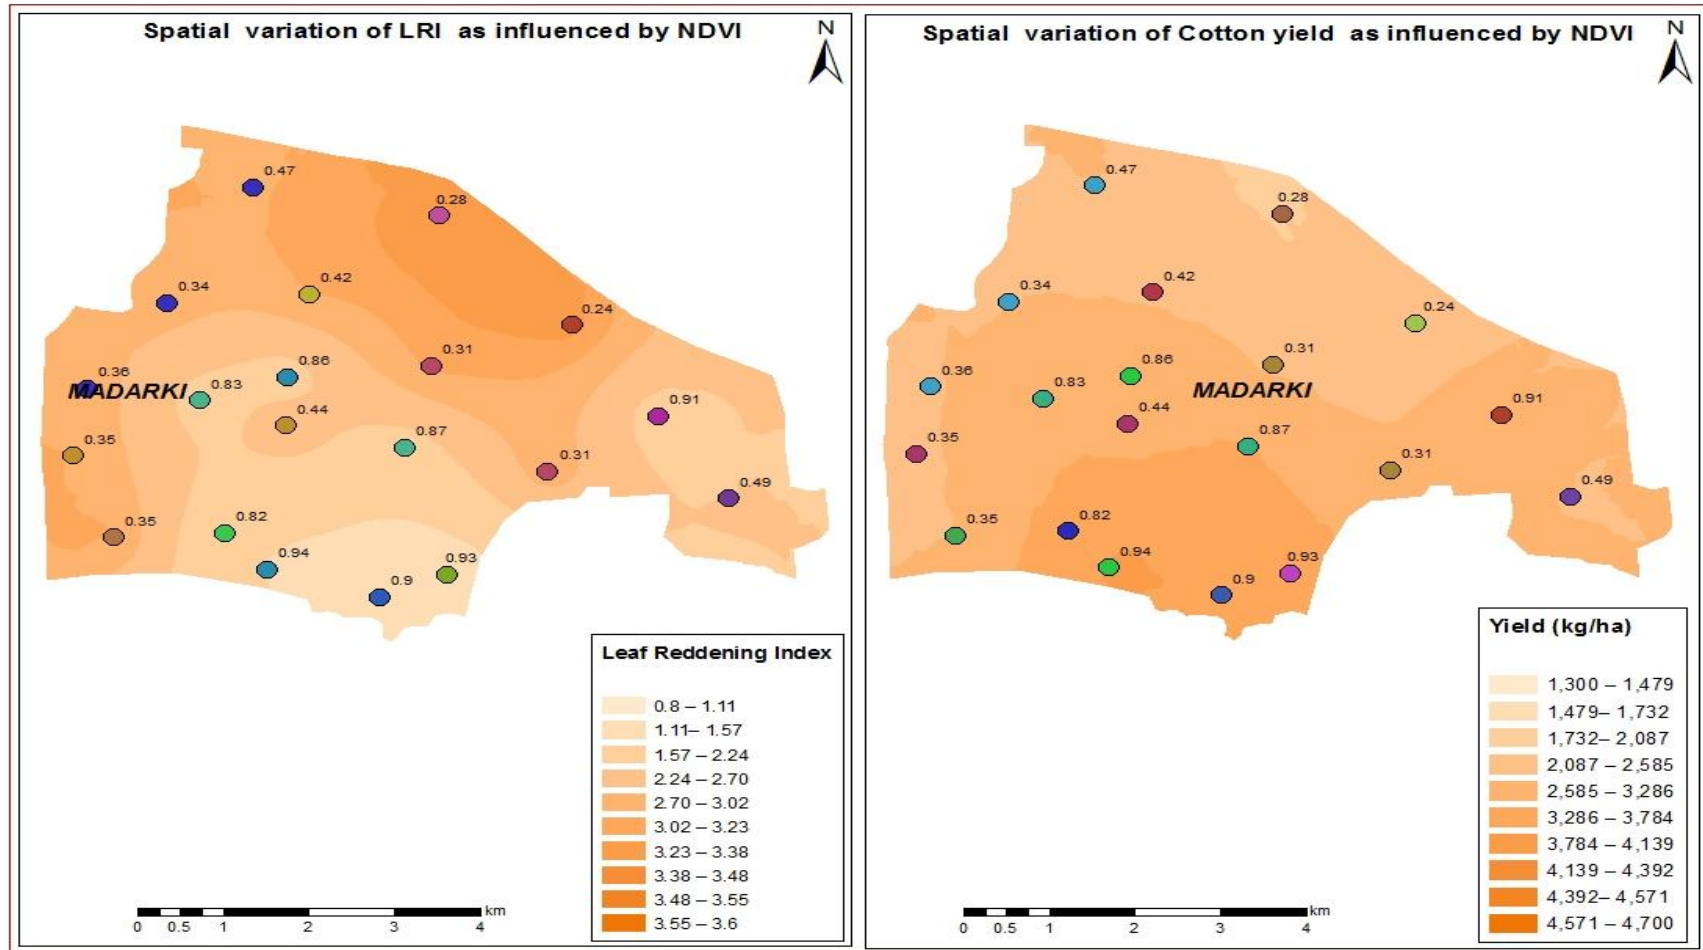 Spatial variation of LRI as influenced by NDVI
N
0.47
0.28
0.34
0.42
0.24
0.31
0.36
0.86
MADARKI
0.83
0.91
0.44
0.87
0.35
0.31
0.49
0.35
0.82
0.94
0.93
0.9
Leaf Reddening Index
0.8 – 1.11
1.11– 1.57
1.57 – 2.24
2.24 – 2.70
2.70 – 3.02
3.02 – 3.23
3.23 – 3.38
3.38 – 3.48
3.48 – 3.55
3.55 – 3.6
km
0 0.5 1 2 3 4
Spatial variation of Cotton yield as influenced by NDVI
N
0.47
0.28
0.34
0.42
0.24
0.31
0.36
0.86
MADARKI
0.83
0.91
0.44
0.87
0.35
0.31
0.49
0.35
0.82
0.94
0.93
0.9
Yield (kg/ha)
1,300 – 1,479
1,479– 1,732
1,732– 2,087
2,087 – 2,585
2,585 – 3,286
3,286 – 3,784
3,784 – 4,139
4,139 – 4,392
4,392– 4,571
4,571 – 4,700
km
0 0.5 1 2 3 4